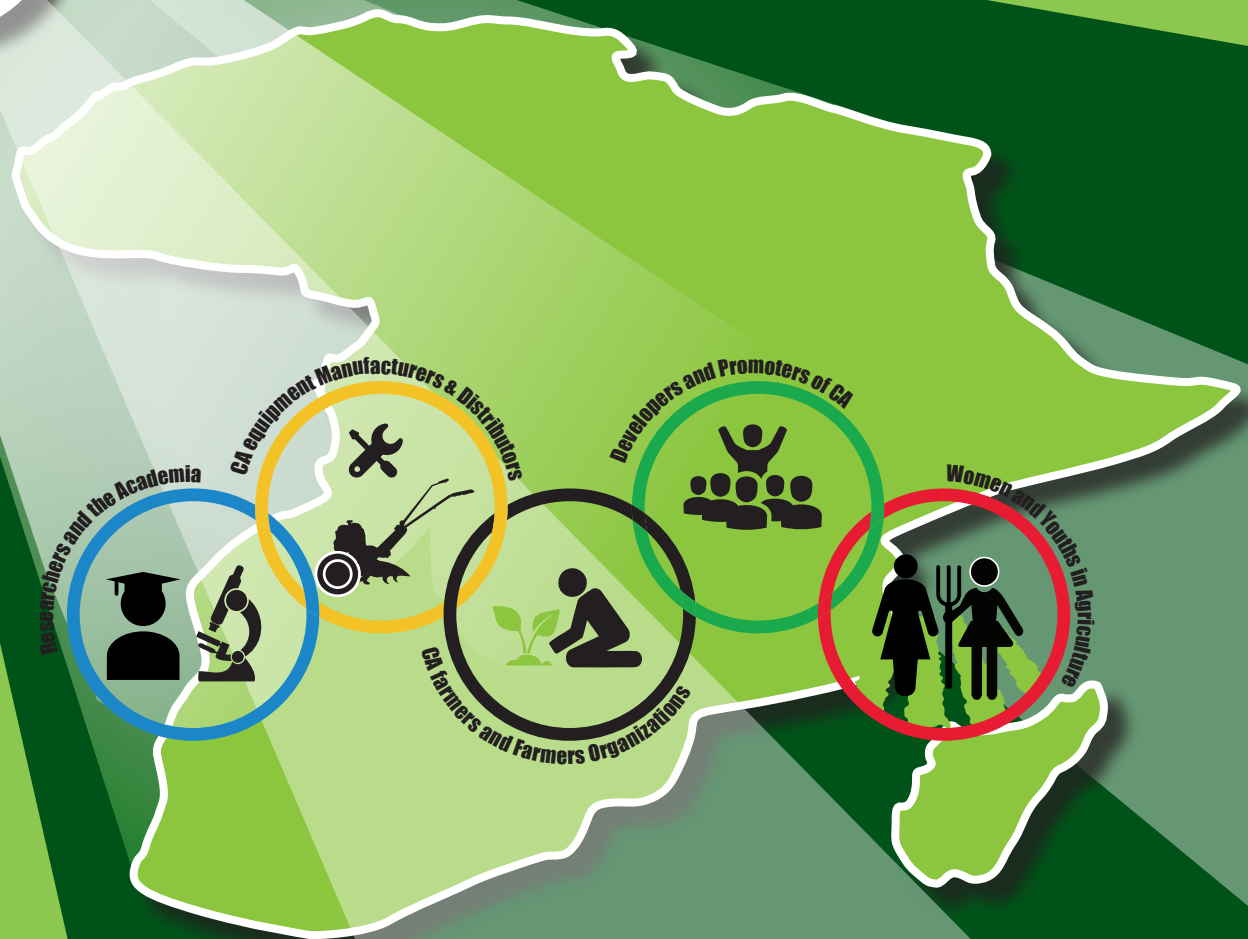 Researchers and the Academia
CA equipment Manufacturers & Distributors
CA farmers and Farmers Organizations
Developers and Promoters of CA
Women and Youths in Agriculture